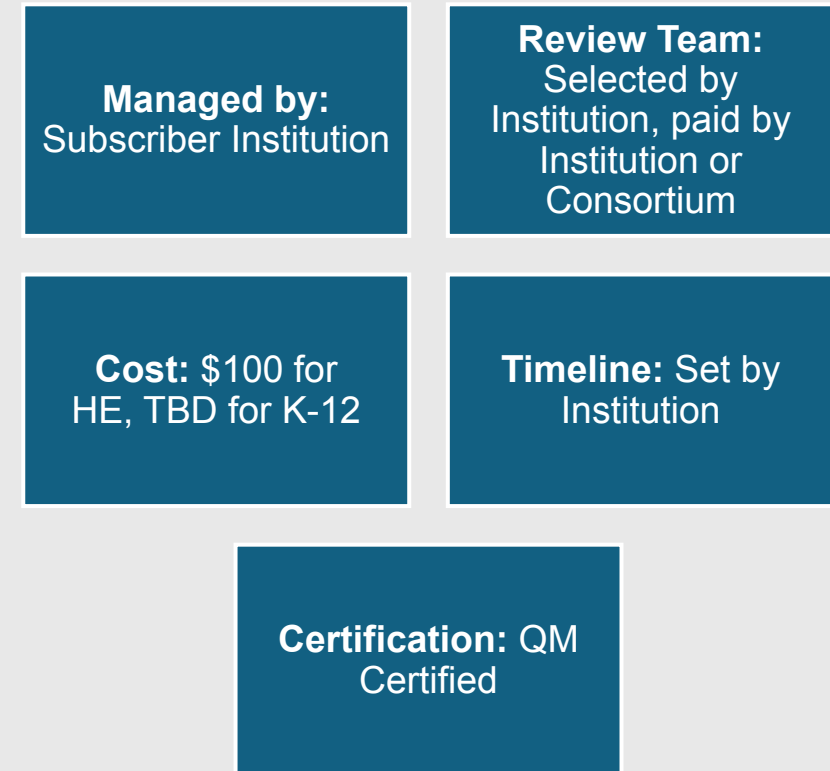 Managed by:
Subscriber Institution
Review Team:
Selected by
Institution, paid by
Institution or
Consortium
Cost: $100 for
HE, TBD for K-12
Timeline: Set by
Institution
Certification: QM
Certified